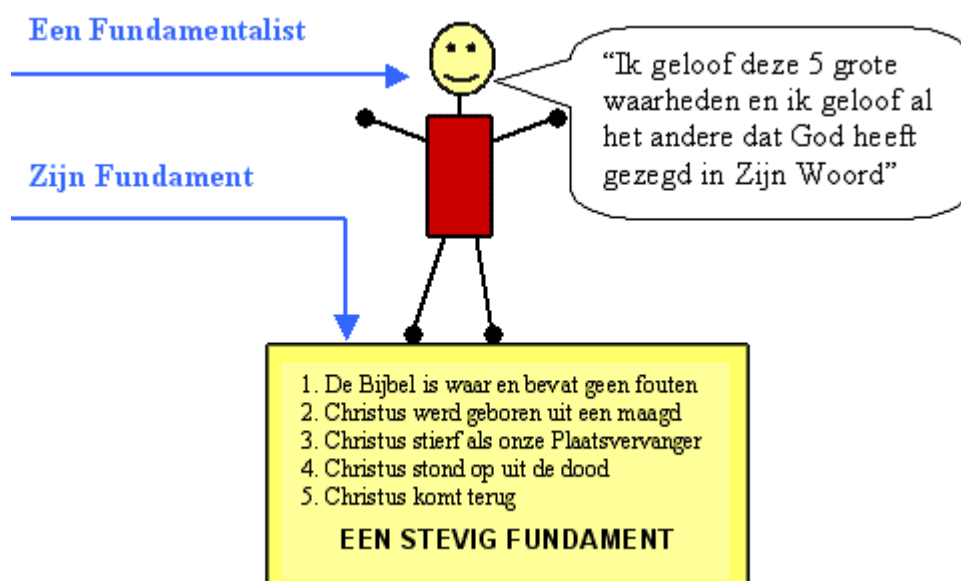 Een Fundamentalist
“Ik geloof deze 5 grote
waarheden en ik geloof al
het andere dat God heeft
gezegd in Zijn Woord”
Zijn Fundament
1. De Bijbel is waar en bevat geen fouten
2. Christus werd geboren uit een maagd
3. Christus stierf als onze Plaatsvervanger
4. Christus stond op uit de dood
5. Christus komt terug
EEN STEVIG FUNDAMENT